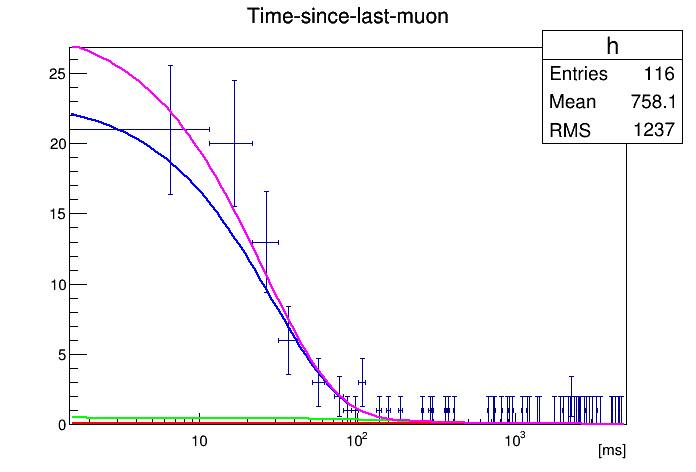 Time-since-last-muon
h
Entries 116
Mean 758.1
RMS 1237
25
20
15
10
5
0
10 10² 10³
[ms]